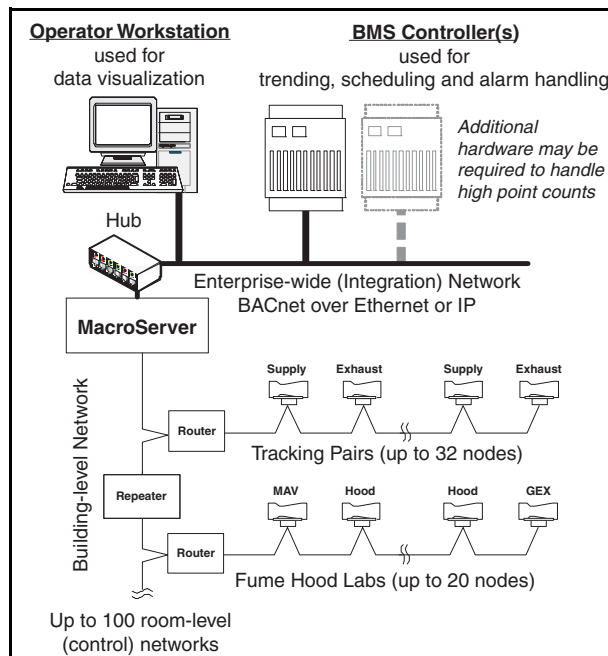 Operator Workstation
used for
data visualization
BMS Controller(s)
used for
trending, scheduling and alarm handling
Additional
hardware may be
required to handle
high point counts
Hub
Enterprise-wide (Integration) Network
BACnet over Ethernet or IP
MacroServer
Building-level Network
Supply
Exhaust
Supply
Exhaust
Router
Tracking Pairs (up to 32 nodes)
Repeater
MAV
Hood
Hood
GEX
Router
Fume Hood Labs (up to 20 nodes)
Up to 100 room-level
(control) networks